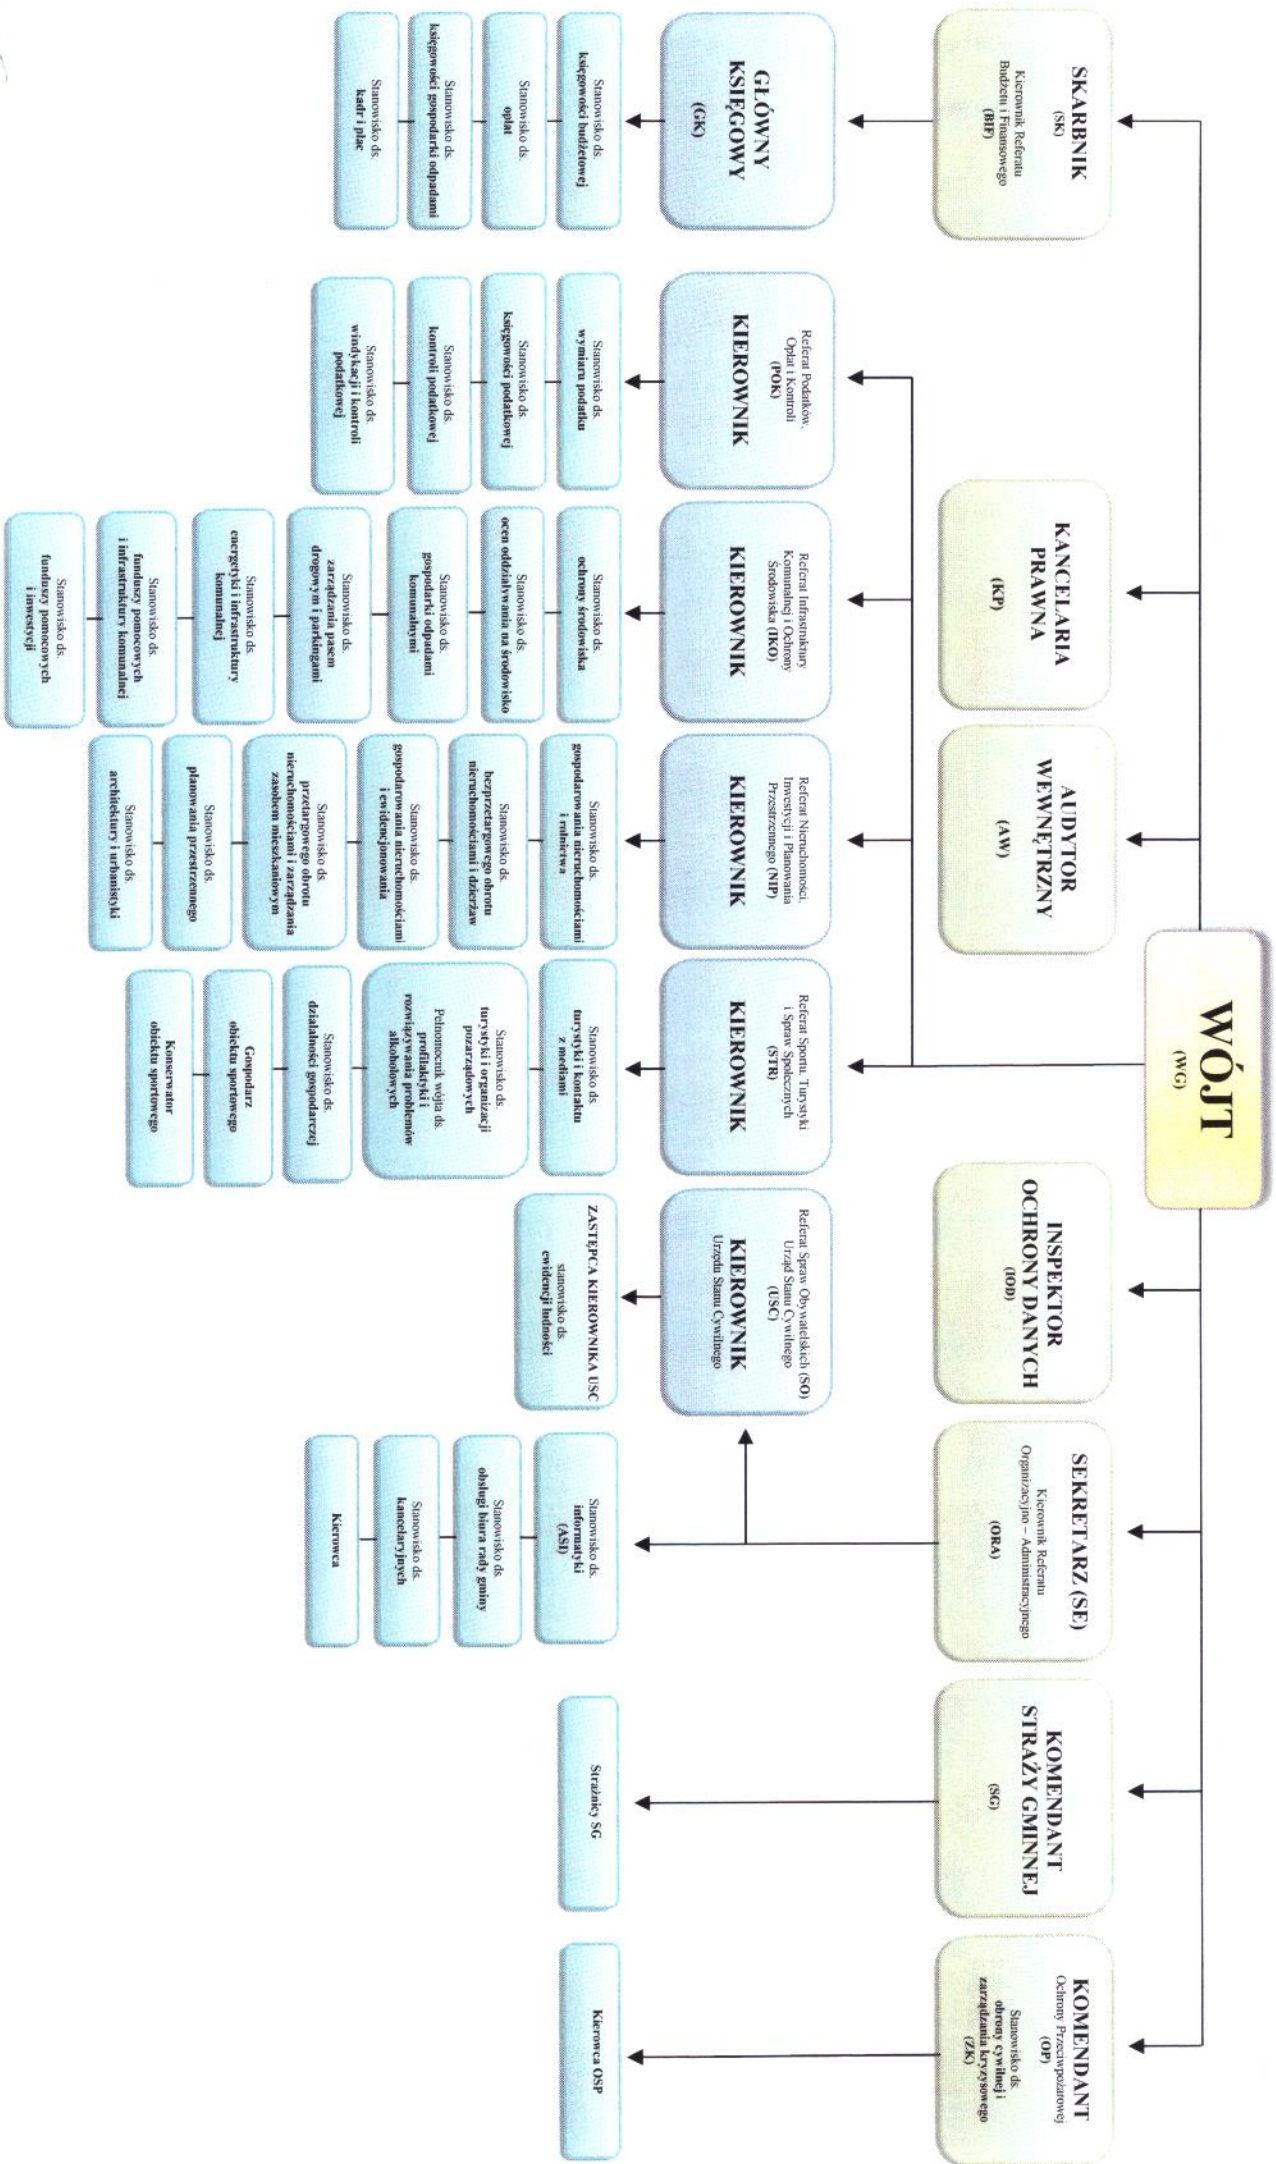 WÓJT
(WG)
SKARBNIK
(SK)
Kierownik Referatu
Budżetu i Finansowego
(BIF)
KANCELARIA
PRAWNA
(KP)
AUDYTOR
WEWNĘTRZNY
(AW)
INSPEKTOR
OCHRONY DANYCH
(IOD)
SEKRETARZ (SE)
Kierownik Referatu
Organizacyjno – Administracyjnego
(ORA)
KOMENDANT
STRAŻY GMINNEJ
(SG)
KOMENDANT
Ochrony Przeciwpożarowej
(OP)
Stanowisko ds.
obrony cywilnej i
zarządzania kryzysowego
(ZK)
GŁÓWNY
KSIĘGOWY
(GK)
Referat Podatków,
Opłat i Kontroli
(POK)
KIEROWNIK
Referat Infrastruktury
Komunalnej i Ochrony
Środowiska (IKO)
KIEROWNIK
Referat Nieruchomości,
Inwestycji i Planowania
Przestrzennego (NIP)
KIEROWNIK
Referat Sportu, Turystyki
i Spraw Społecznych
(STR)
KIEROWNIK
Referat Spraw Obywatelskich (SO)
Urząd Stanu Cywilnego
(USC)
KIEROWNIK
Urzędu Stanu Cywilnego
Stanowisko ds.
księgowości budżetowej
Stanowisko ds.
opłat
Stanowisko ds.
księgowości gospodarki odpadami
Stanowisko ds.
kadr i płac
Stanowisko ds.
wymiaru podatku
Stanowisko ds.
księgowości podatkowej
Stanowisko ds.
kontroli podatkowej
Stanowisko ds.
windykacji i kontroli
podatkowej
Stanowisko ds.
ochrony środowiska
Stanowisko ds.
ocen oddziaływania na środowisko
Stanowisko ds.
gospodarki odpadami
komunalnymi
Stanowisko ds.
zarządzania pasem
drogowym i parkingami
Stanowisko ds.
energetyki i infrastruktury
komunalnej
Stanowisko ds.
funduszy pomocowych
i infrastruktury komunalnej
Stanowisko ds.
funduszy pomocowych
i inwestycji
Stanowisko ds.
gospodarowania nieruchomościami
i rolnictwa
Stanowisko ds.
bezprzetargowego obrotu
nieruchomościami i dzierżaw
Stanowisko ds.
gospodarowania nieruchomościami
i ewidencjonowania
Stanowisko ds.
przetargowego obrotu
nieruchomościami i zarządzania
zasobem mieszkaniowym
Stanowisko ds.
planowania przestrzennego
Stanowisko ds.
architektury i urbanistyki
Stanowisko ds.
turystyki i kontaktu
z mediami
Stanowisko ds.
turystyki i organizacji
pozarządowych
Pełnomocnik wójta ds.
profilaktyki i
rozwiązywania problemów
alkoholowych
Stanowisko ds.
działalności gospodarczej
Gospodarz
obiektu sportowego
Konserwator
obiektu sportowego
ZASTĘPCA KIEROWNIKA USC
stanowisko ds.
ewidencji ludności
Stanowisko ds.
informatyki
(ASI)
Stanowisko ds.
obsługi biura rady gminy
Stanowisko ds.
kancelaryjnych
Kierowca
Strażnicy SG
Kierowca OSP